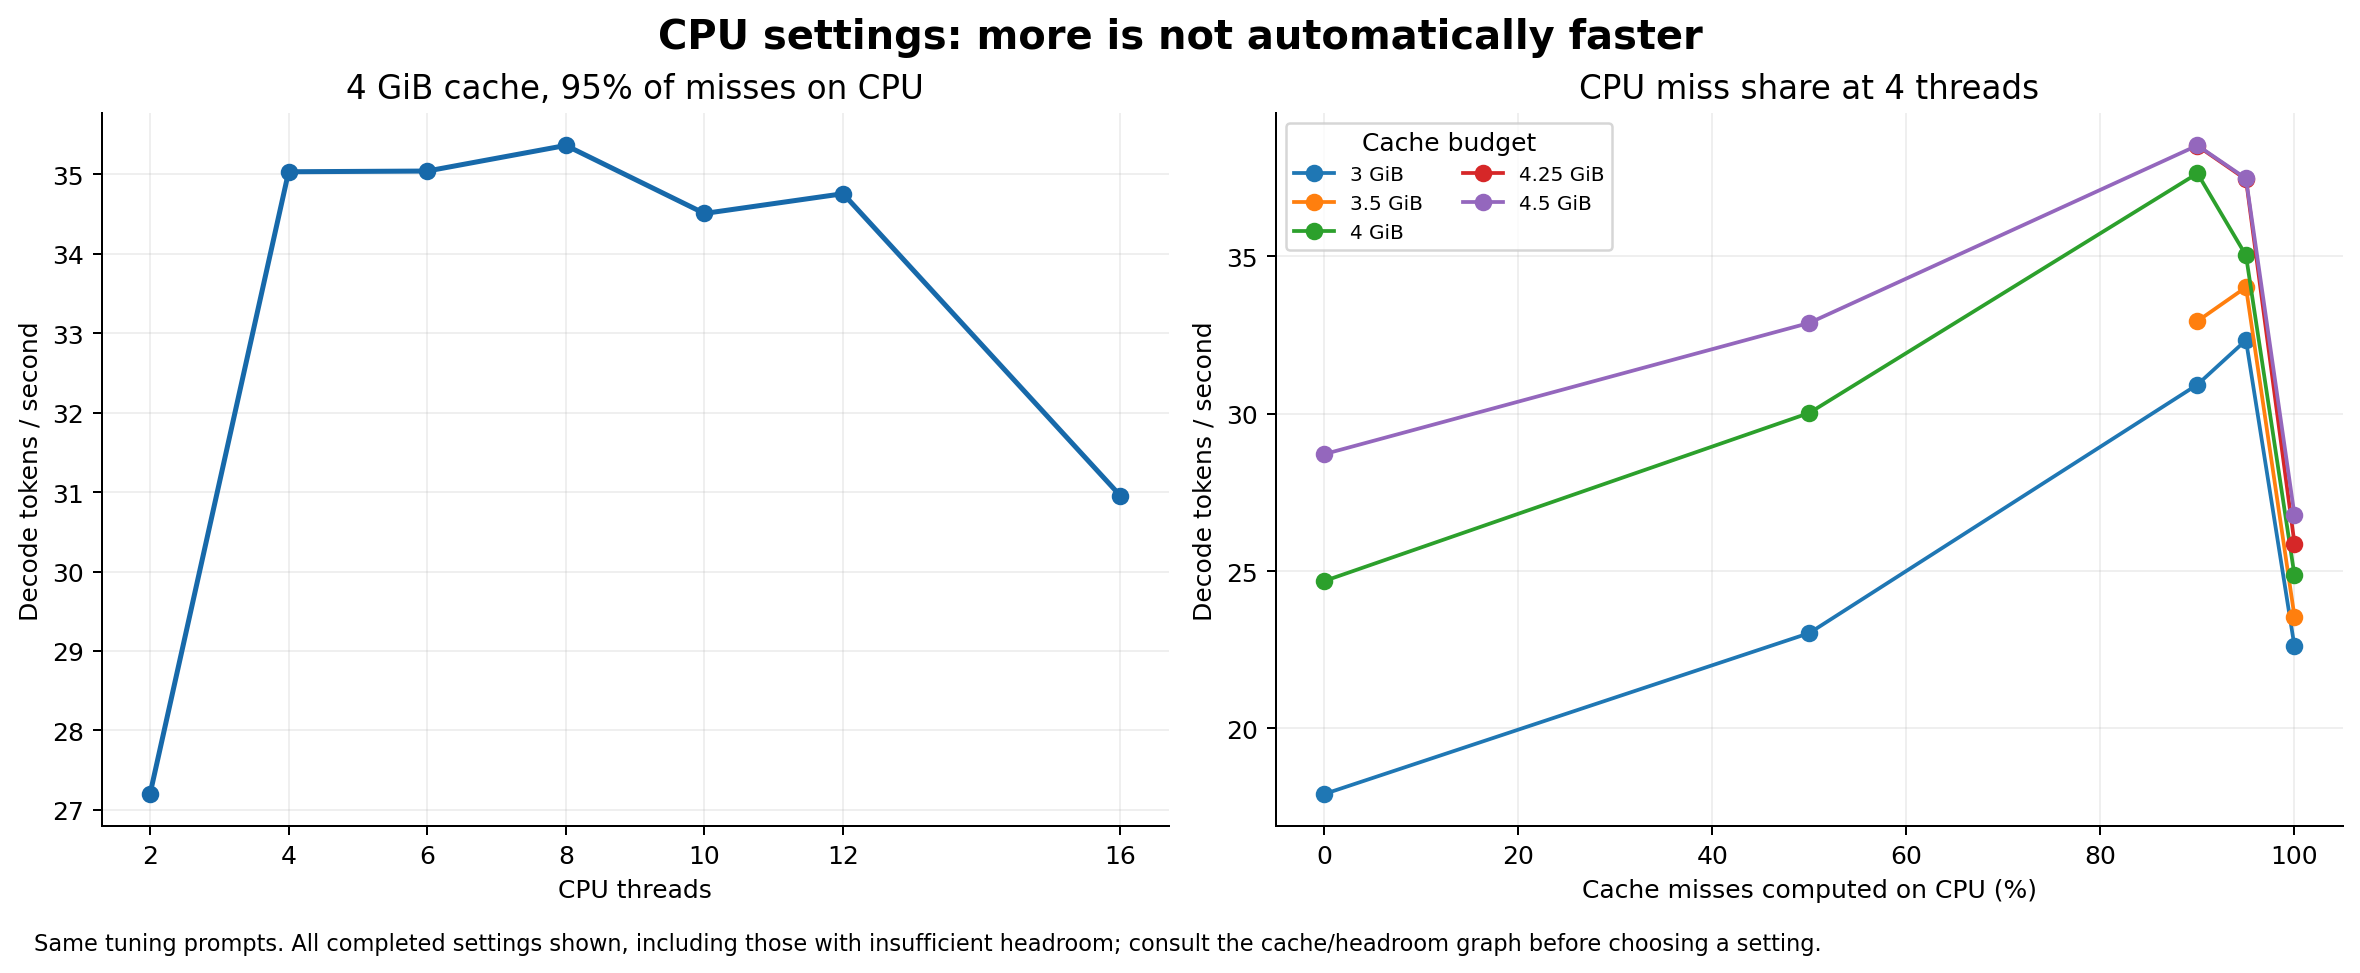 CPU settings: more is not automatically faster
4 GiB cache, 95% of misses on CPU
Decode tokens / second
35
34
33
32
31
30
29
28
27
2
4
6
8
10
12
16
CPU threads
CPU miss share at 4 threads
Cache budget
3 GiB
3.5 GiB
4 GiB
4.25 GiB
4.5 GiB
Decode tokens / second
35
30
25
20
0
20
40
60
80
100
Cache misses computed on CPU (%)
Same tuning prompts. All completed settings shown, including those with insufficient headroom; consult the cache/headroom graph before choosing a setting.